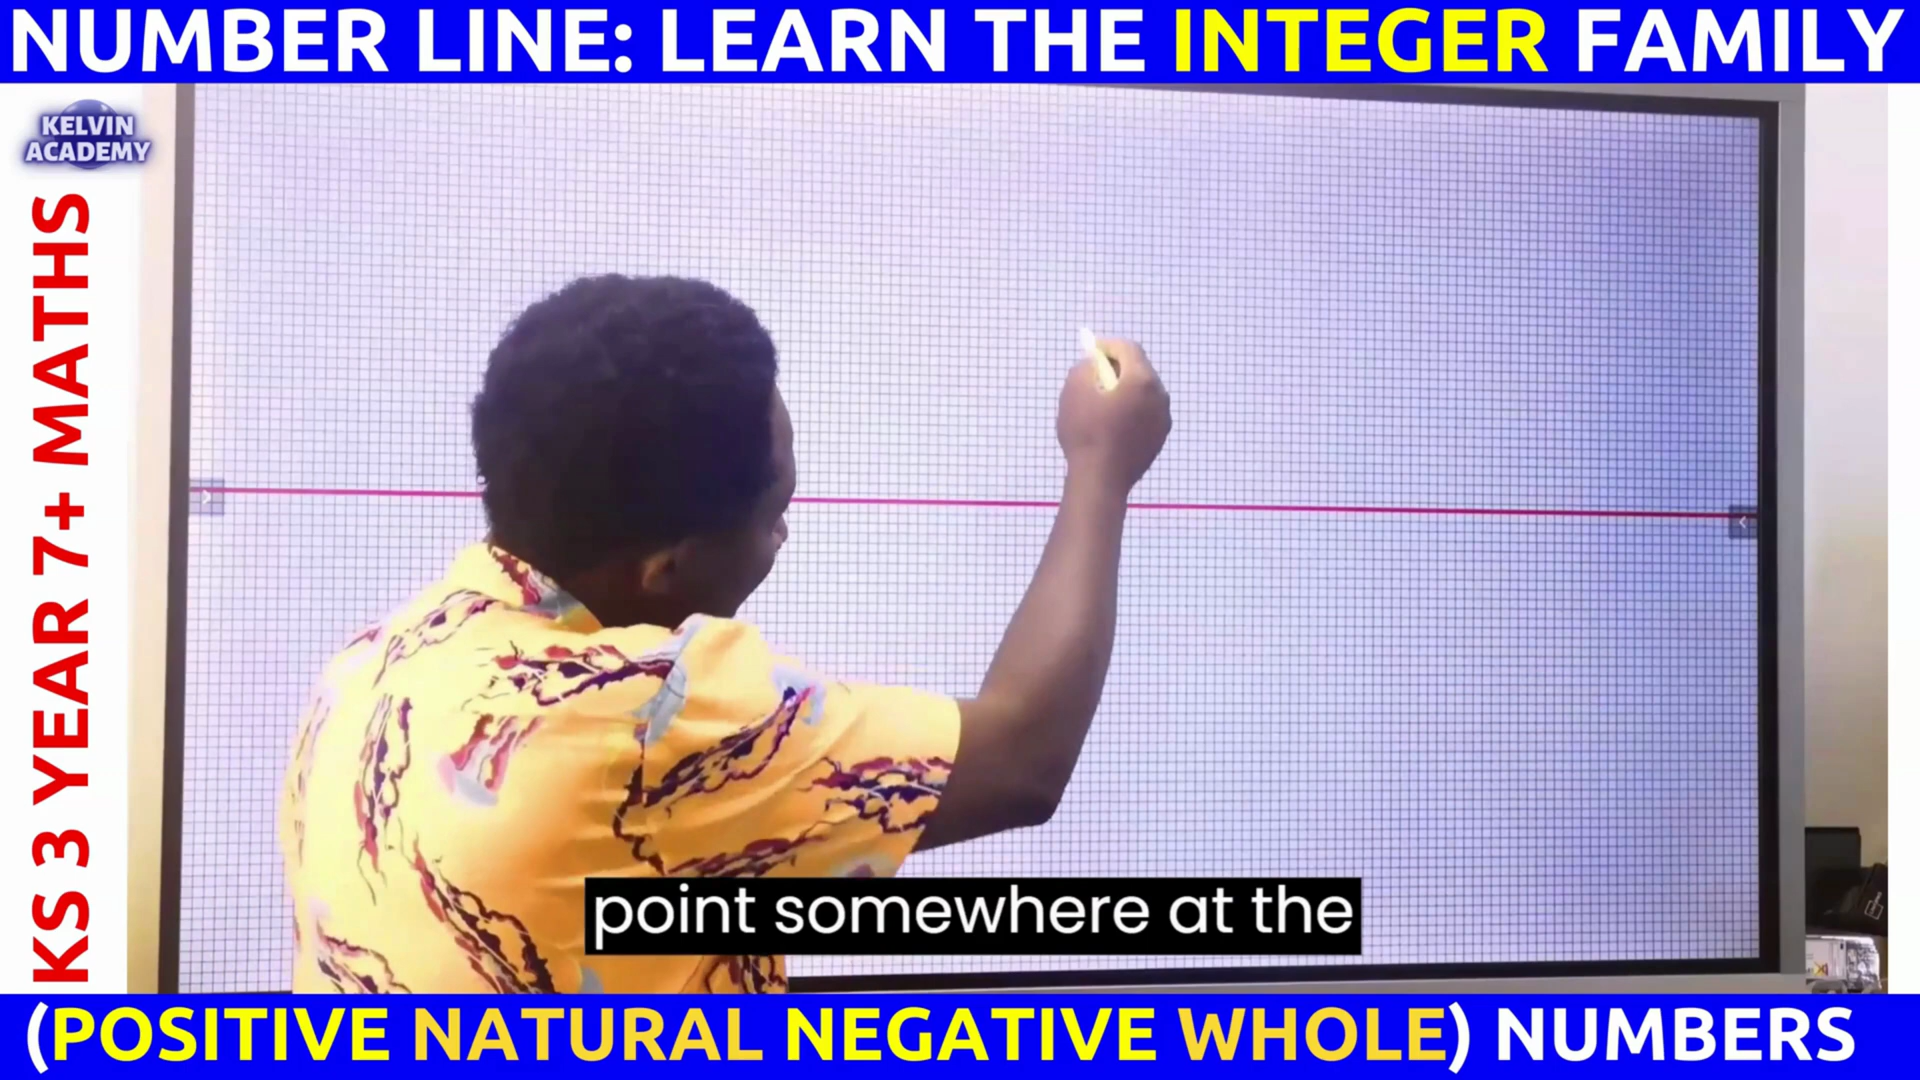 NUMBER LINE: LEARN THE INTEGER FAMILY
KELVIN
ACADEMY
KS 3 YEAR 7+ MATHS
point somewhere at the
(POSITIVE NATURAL NEGATIVE WHOLE) NUMBERS